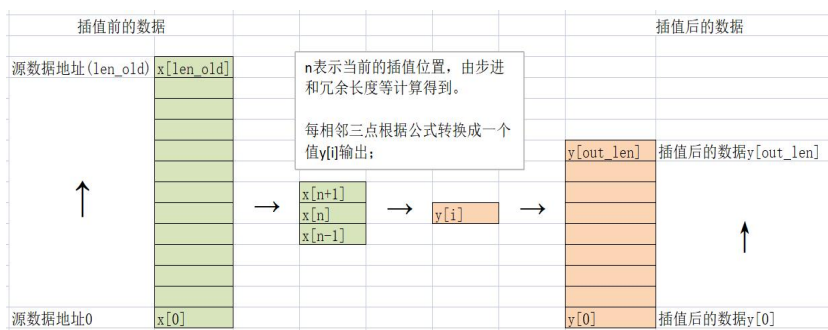 插值前的数据
插值后的数据
源数据地址(len_old)
x[len_old]
n表示当前的插值位置，由步进
和冗余长度等计算得到。
每相邻三点根据公式转换成一个
值y[i]输出；
y[out_len]
插值后的数据y[out_len]
x[n+1]
x[n]
x[n-1]
y[i]
源数据地址0
x[0]
y[0]
插值后的数据y[0]